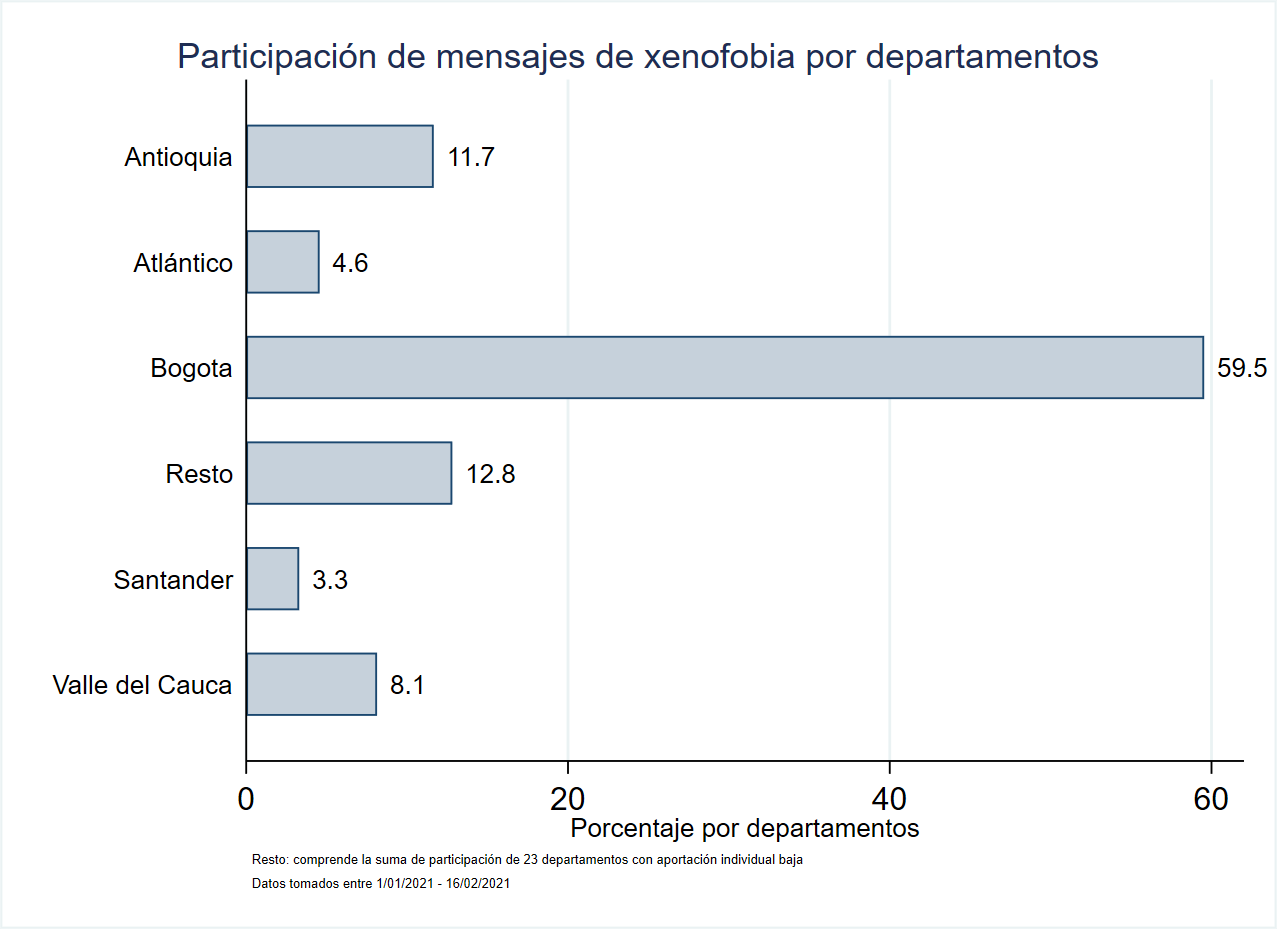 Participación de mensajes de xenofobia por departamentos
Antioquia 11.7
Atlántico 4.6
Bogota 59.5
Resto 12.8
Santander 3.3
Valle del Cauca 8.1
0 20 40 60
Porcentaje por departamentos
Resto: comprende la suma de participación de 23 departamentos con aportación individual baja
Datos tomados entre 1/01/2021 - 16/02/2021